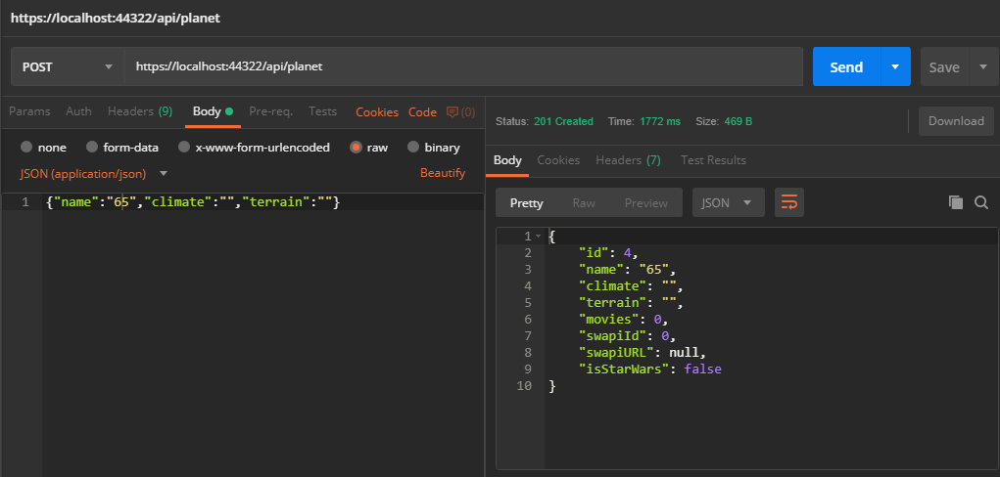 https://localhost:44322/api/planet
POST https://localhost:44322/api/planet Send Save
Params Auth Headers (9) Body Pre-req. Tests Cookies Code (0)
none form-data x-www-form-urlencoded raw binary
JSON (application/json) Beautify
1 {"name":"65","climate":"","terrain":""}
Status: 201 Created Time: 1772 ms Size: 469 B Download
Body Cookies Headers (7) Test Results
Pretty Raw Preview JSON
1 {
2 "id": 4,
3 "name": "65",
4 "climate": "",
5 "terrain": "",
6 "movies": 0,
7 "swapiId": 0,
8 "swapiURL": null,
9 "isStarWars": false
10 }